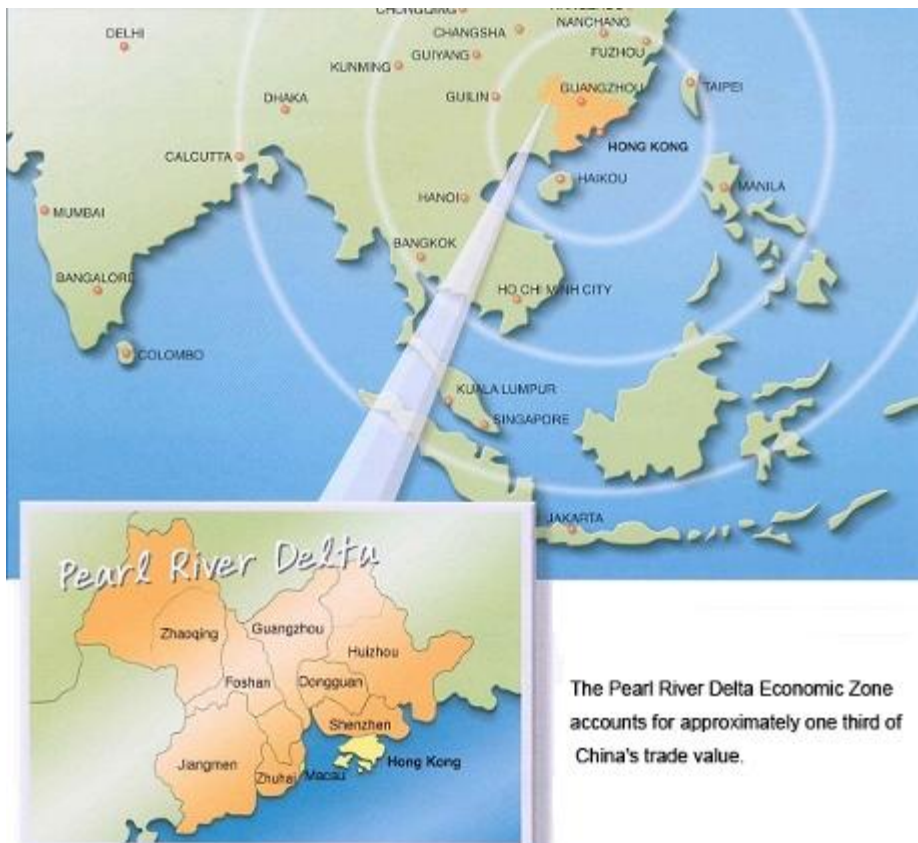 CHONGQING
NANCHANG
CHANGSHA
DELHI
FUZHOU
GUIYANG
KUNMING
TAIPEI
GUANGZHOU
GUILIN
DHAKA
HONG KONG
CALCUTTA
HAIKOU
MANILA
HANOI
MUMBAI
BANGKOK
BANGALORE
HO CHI MINH CITY
COLOMBO
KUALA LUMPUR
SINGAPORE
JAKARTA
Pearl River Delta
Zhaoqing
Guangzhou
Huizhou
Foshan
Dongguan
Shenzhen
Jiangmen
Hong Kong
Zhuhai
Macau
The Pearl River Delta Economic Zone
accounts for approximately one third of
China's trade value.